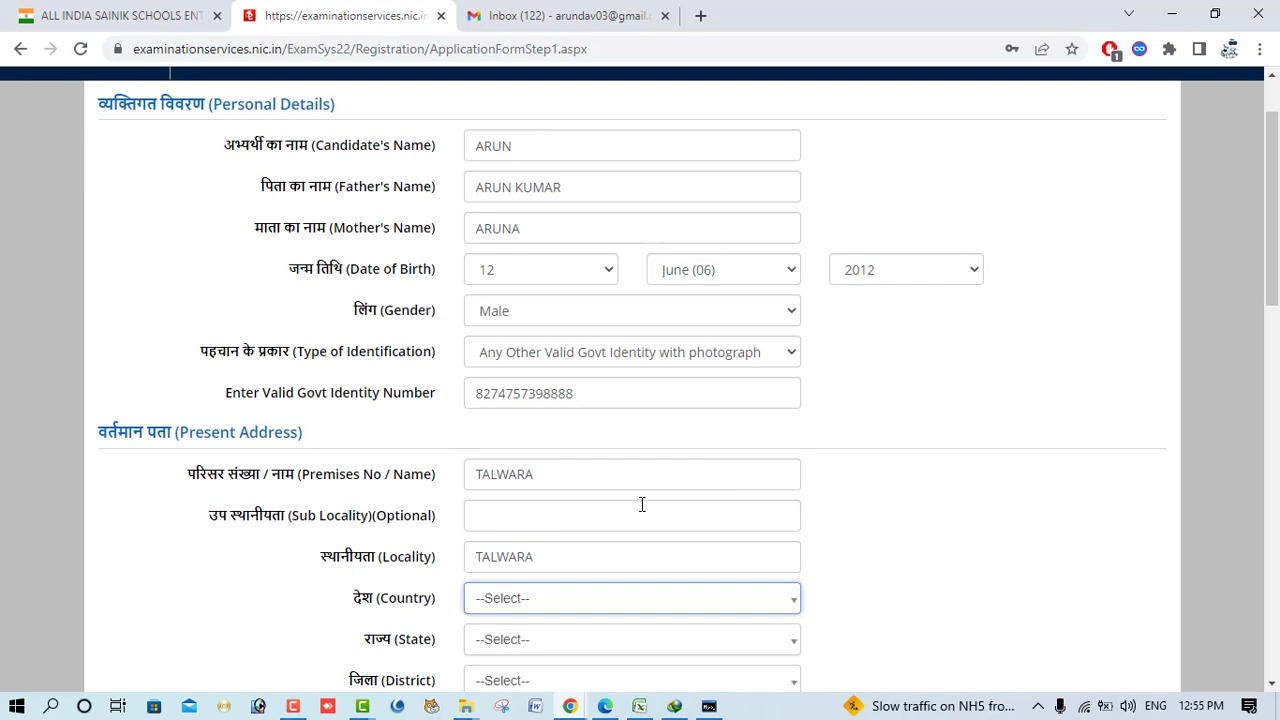 ALL INDIA SAINIK SCHOOLS ENT
https://examinationservices.nic.in
Inbox (122) - arundav03@gmail.c
examinationservices.nic.in/ExamSys22/Registration/ApplicationFormStep1.aspx
1
व्यक्तिगत विवरण (Personal Details)
अभ्यर्थी का नाम (Candidate's Name) ARUN
पिता का नाम (Father's Name) ARUN KUMAR
माता का नाम (Mother's Name) ARUNA
जन्म तिथि (Date of Birth) 12 June (06) 2012
लिंग (Gender) Male
पहचान के प्रकार (Type of Identification) Any Other Valid Govt Identity with photograph
Enter Valid Govt Identity Number 8274757398888
वर्तमान पता (Present Address)
परिसर संख्या / नाम (Premises No / Name) TALWARA
उप स्थानीयता (Sub Locality)(Optional)
स्थानीयता (Locality) TALWARA
देश (Country) --Select--
राज्य (State) --Select--
जिला (District) --Select--
Slow traffic on NH5 fro... ENG 12:55 PM